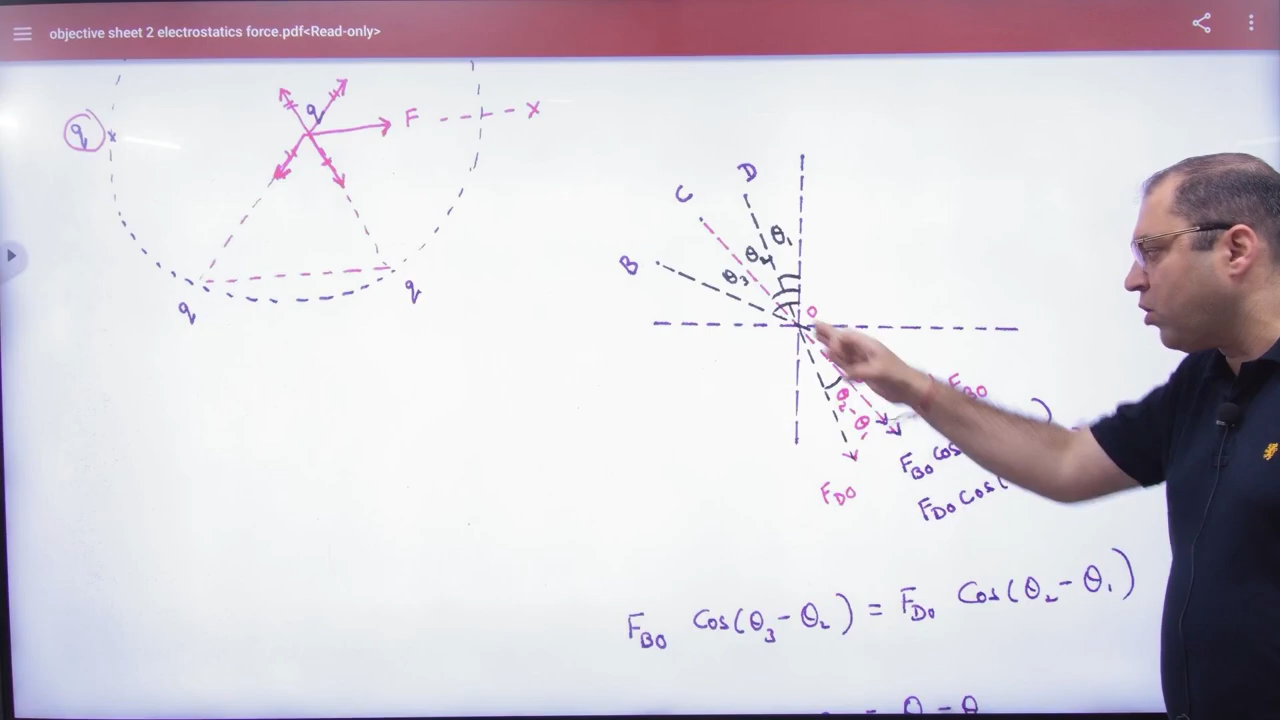 objective sheet 2 electrostatics force.pdf<Read-only>
q
q
F
X
q
q
D
C
B
θ₁
θ₂
θ₃
O
F_BO
θ₂
θ
F_BO cos
)
F_DO
F_DO cos(
F_BO Cos(θ₃ - θ₂) = F_DO Cos(θ₂ - θ₁)
= θ - θ